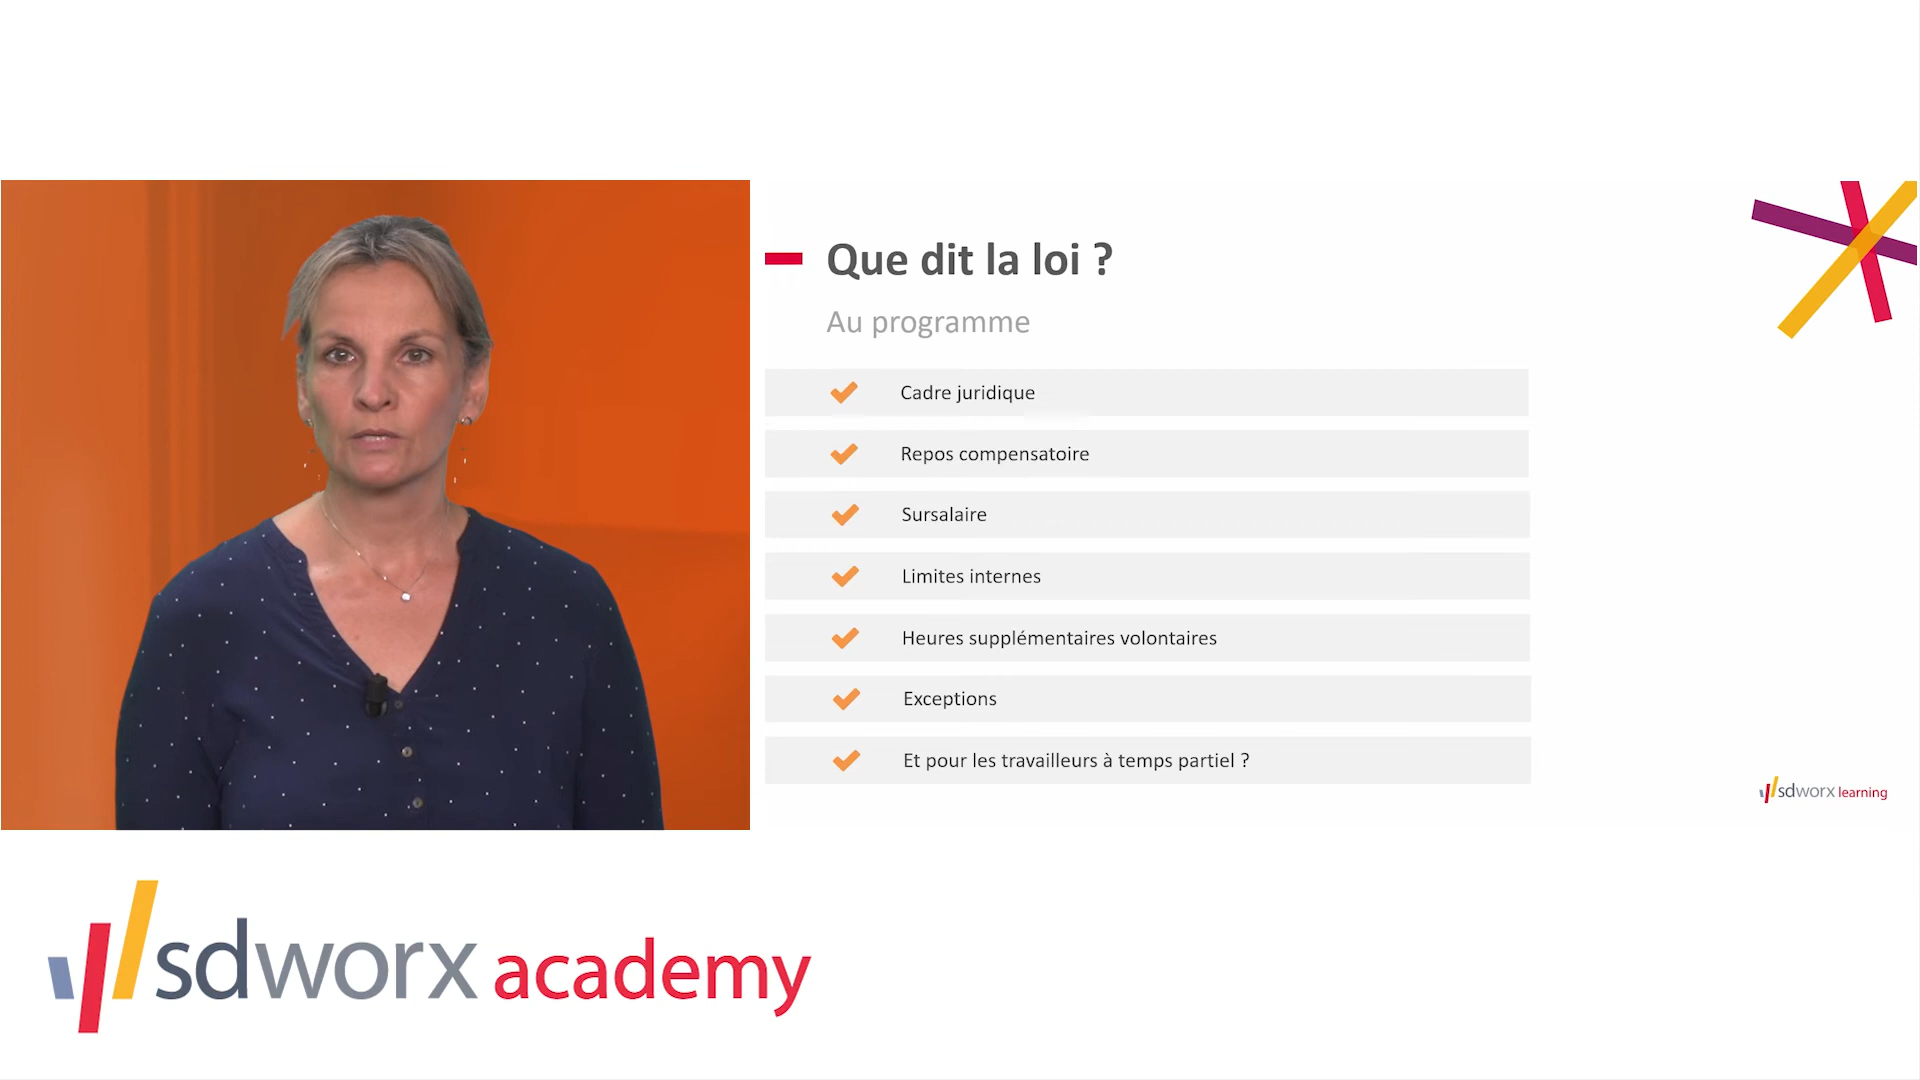 Que dit la loi ?
Au programme
Cadre juridique
Repos compensatoire
Sursalaire
Limites internes
Heures supplémentaires volontaires
Exceptions
Et pour les travailleurs à temps partiel ?
sdworx learning
sdworx academy